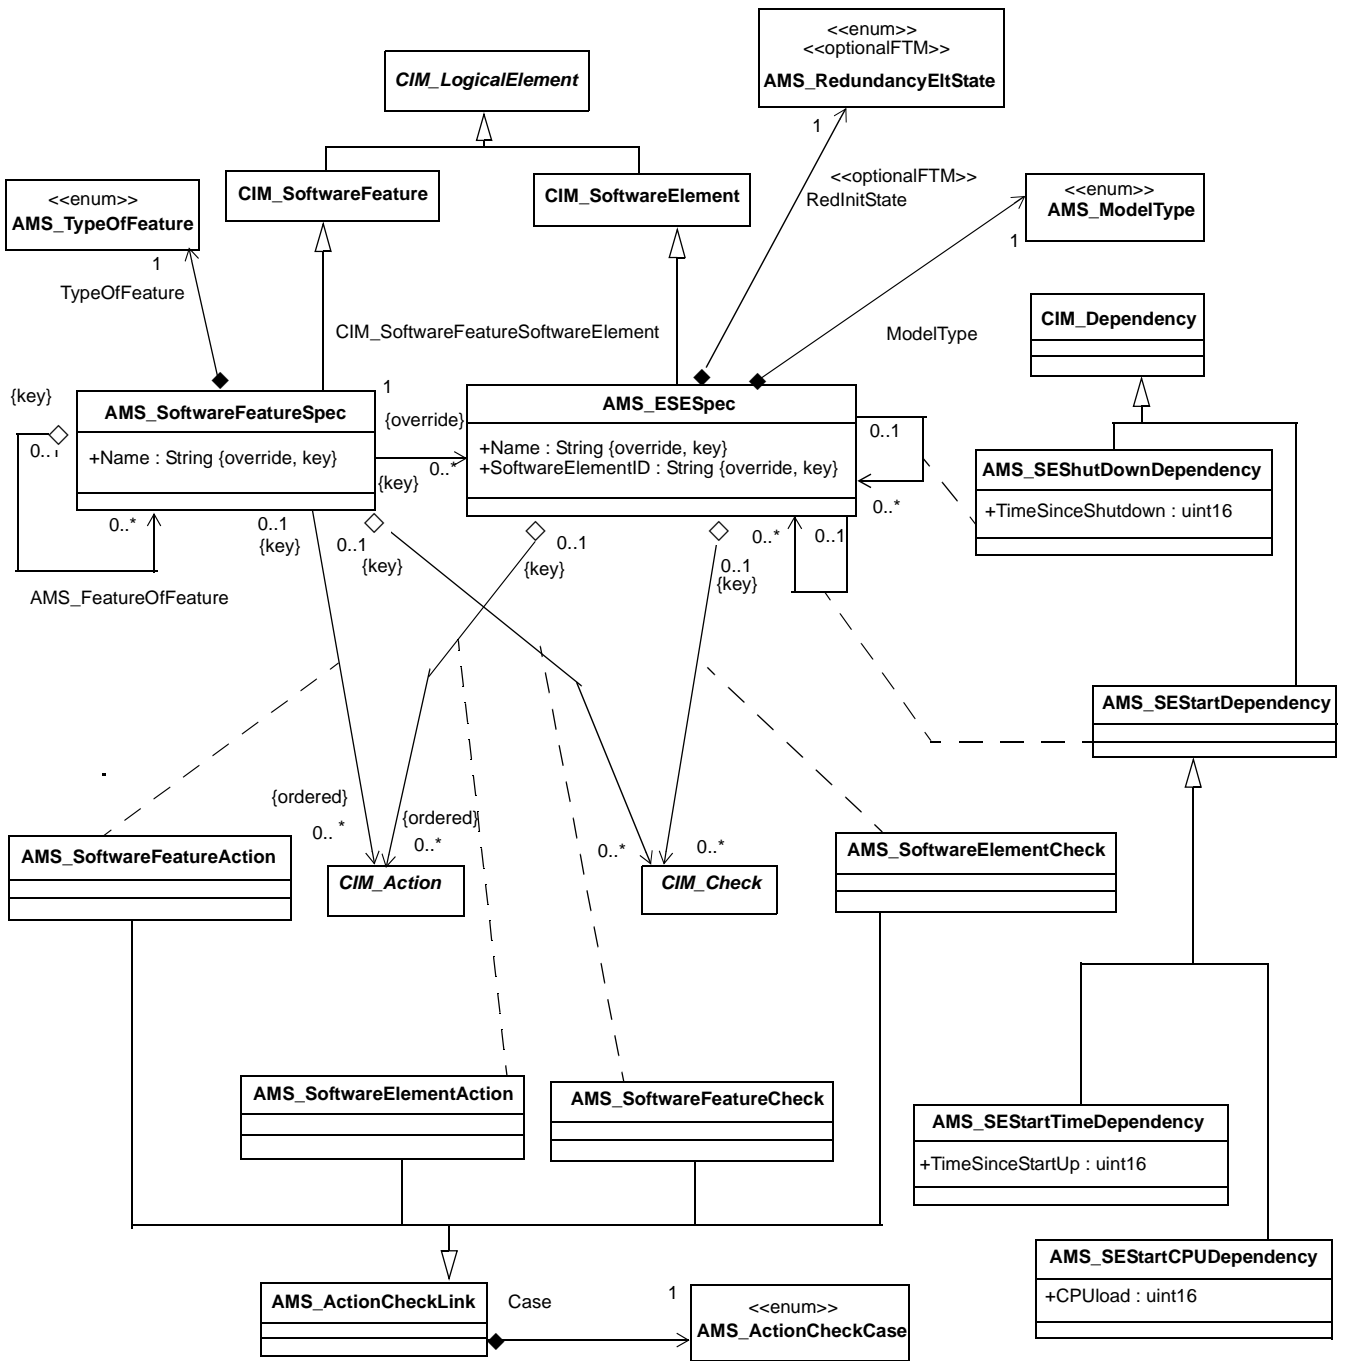 <<enum>>
<<optionalFTM>>
AMS_RedundancyEltState
CIM_LogicalElement
1
<<optionalFTM>>
RedInitState
CIM_SoftwareFeature
CIM_SoftwareElement
<<enum>>
AMS_TypeOfFeature
<<enum>>
AMS_ModelType
1
1
TypeOfFeature
CIM_SoftwareFeatureSoftwareElement
ModelType
CIM_Dependency
{key}
0..1
AMS_SoftwareFeatureSpec
+Name : String {override, key}
1
{override}
0..*
{key}
AMS_ESESpec
+Name : String {override, key}
+SoftwareElementID : String {override, key}
0..1
0..*
AMS_SEShutDownDependency
+TimeSinceShutdown : uint16
0..*
0..1
{key}
0..1
{key}
0..1
{key}
0..1
{key}
0..*
0..1
AMS_FeatureOfFeature
AMS_SEStartDependency
{ordered}
0.. *
{ordered}
0..*
0..*
0..*
AMS_SoftwareFeatureAction
CIM_Action
CIM_Check
AMS_SoftwareElementCheck
AMS_SoftwareElementAction
AMS_SoftwareFeatureCheck
AMS_SEStartTimeDependency
+TimeSinceStartUp : uint16
AMS_SEStartCPUDependency
+CPUload : uint16
AMS_ActionCheckLink
Case
1
<<enum>>
AMS_ActionCheckCase